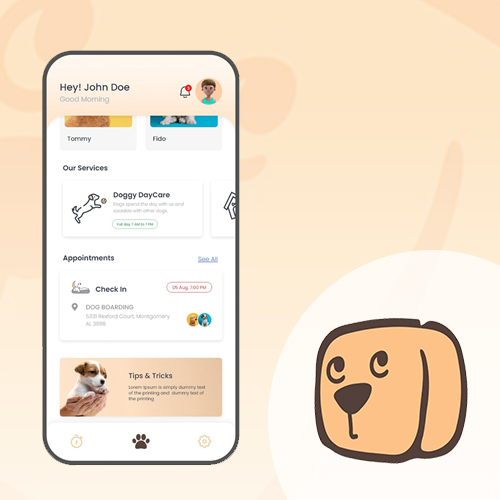 Hey! John Doe
Good Morning
Tommy
Fido
Our Services
Doggy DayCare
Dogs spend the day with us and
socialize with other dogs.
Full day 7 AM to 7 PM
Appointments
See All
Check In
05 Aug, 7:00 PM
DOG BOARDING
5331 Rexford Court, Montgomery
AL 3666
Tips & Tricks
Lorem Ipsum is simply dummy text
of the printing and dummy text of
the printing